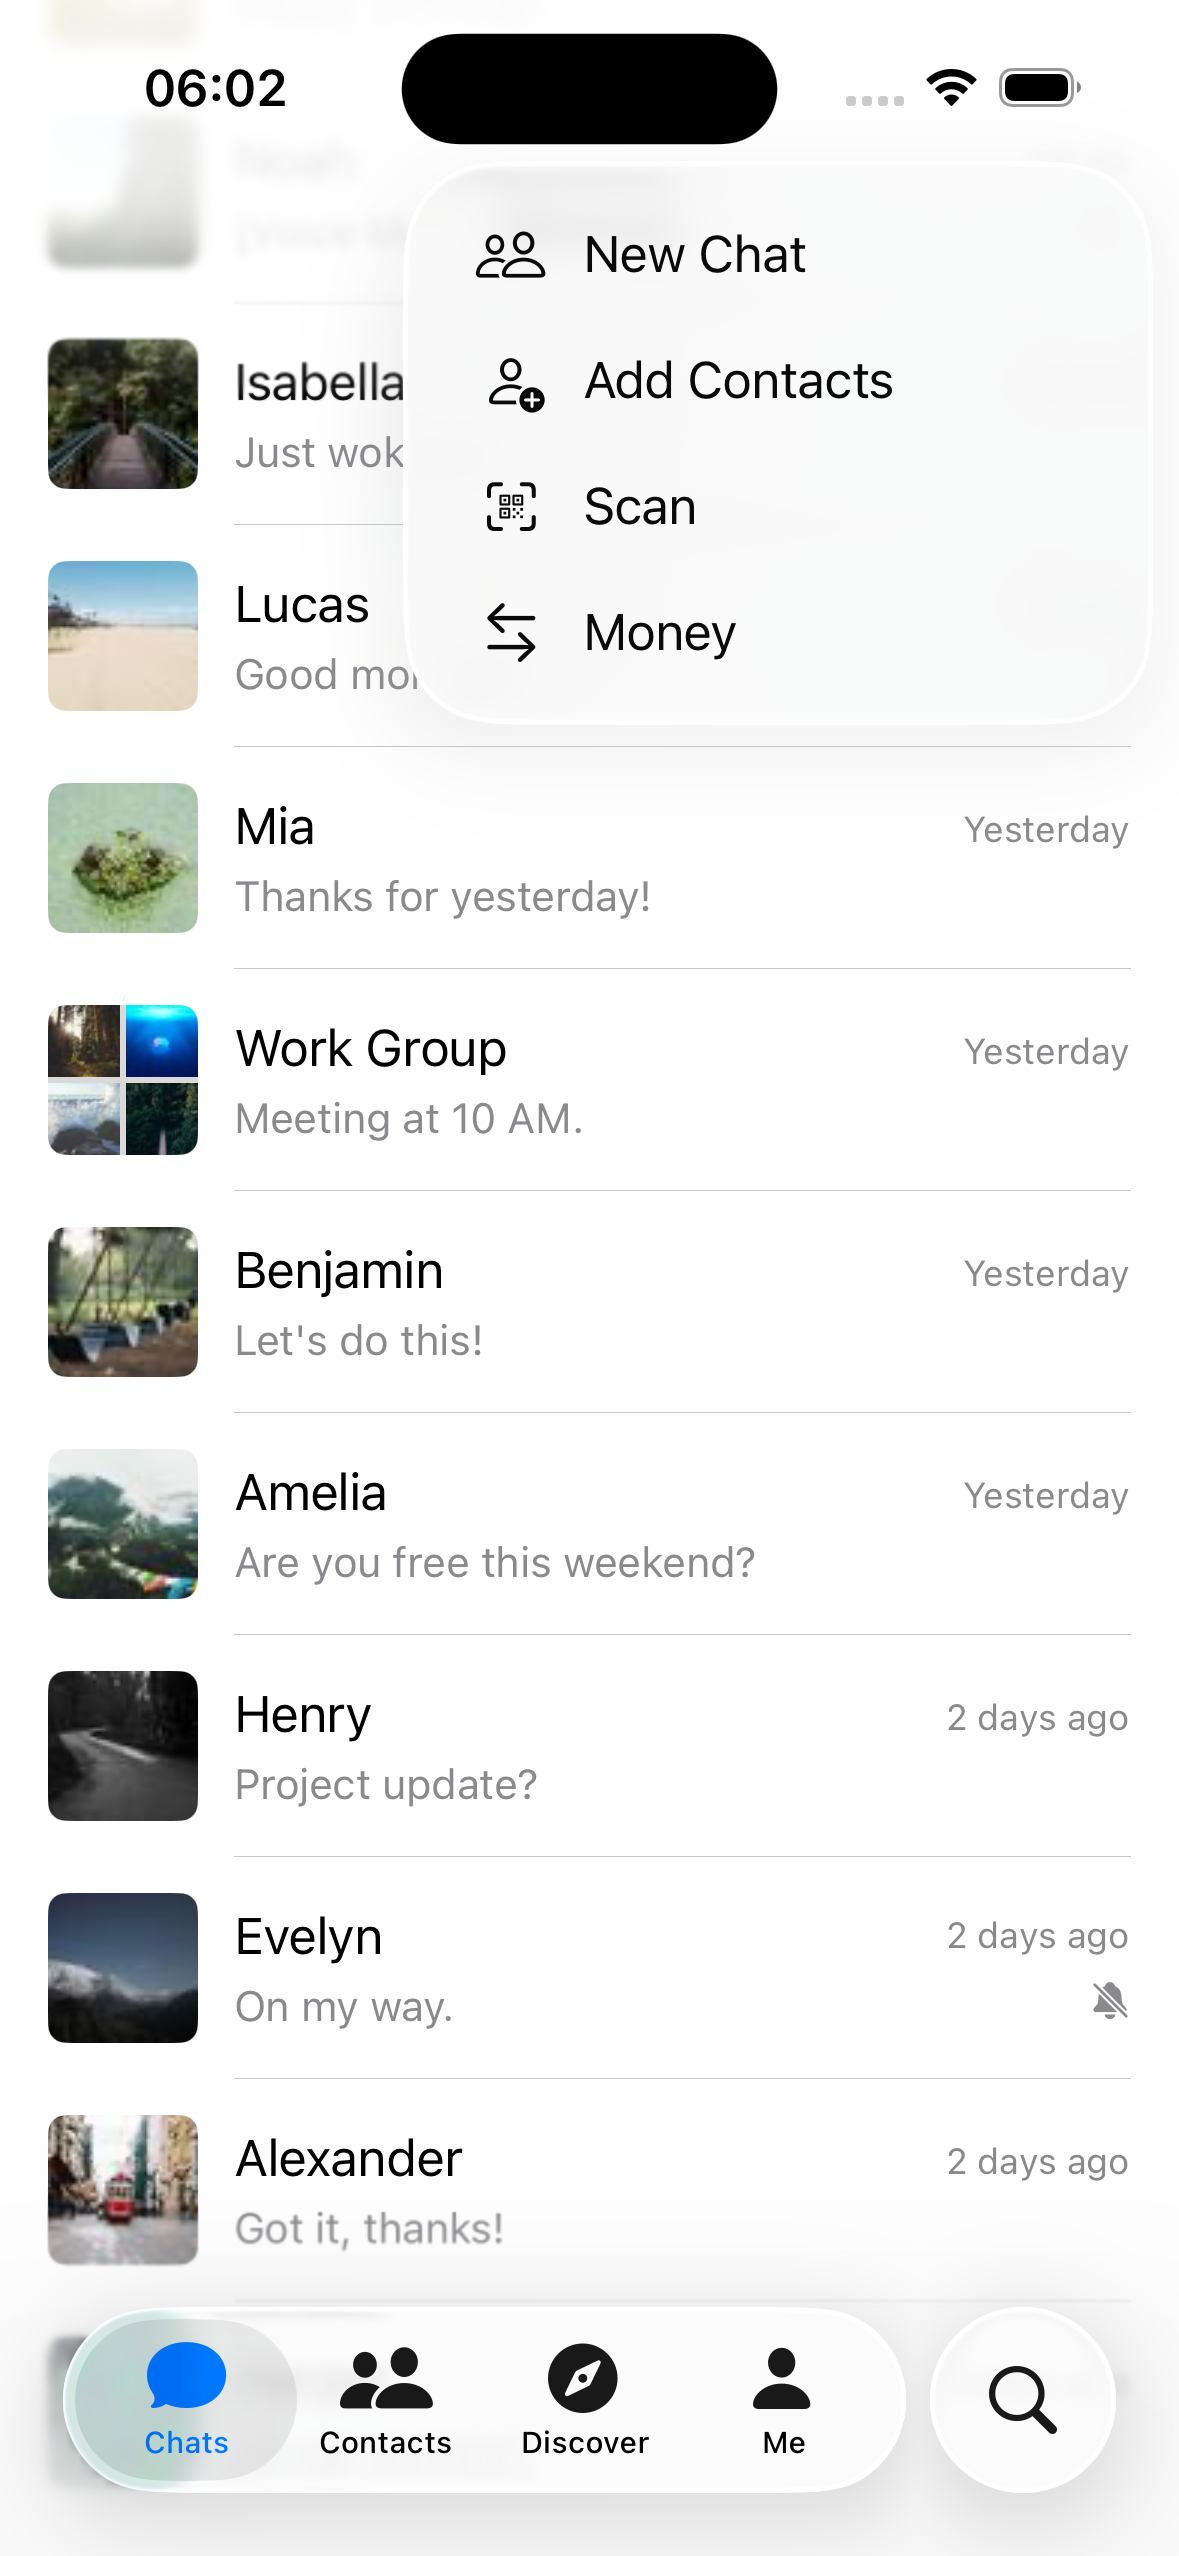 06:02
Noah
[Voice M
New Chat
Add Contacts
Scan
Money
Isabella
Just wok
Lucas
Good mor
Mia
Yesterday
Thanks for yesterday!
Work Group
Yesterday
Meeting at 10 AM.
Benjamin
Yesterday
Let's do this!
Amelia
Yesterday
Are you free this weekend?
Henry
2 days ago
Project update?
Evelyn
2 days ago
On my way.
Alexander
2 days ago
Got it, thanks!
Chats
Contacts
Discover
Me